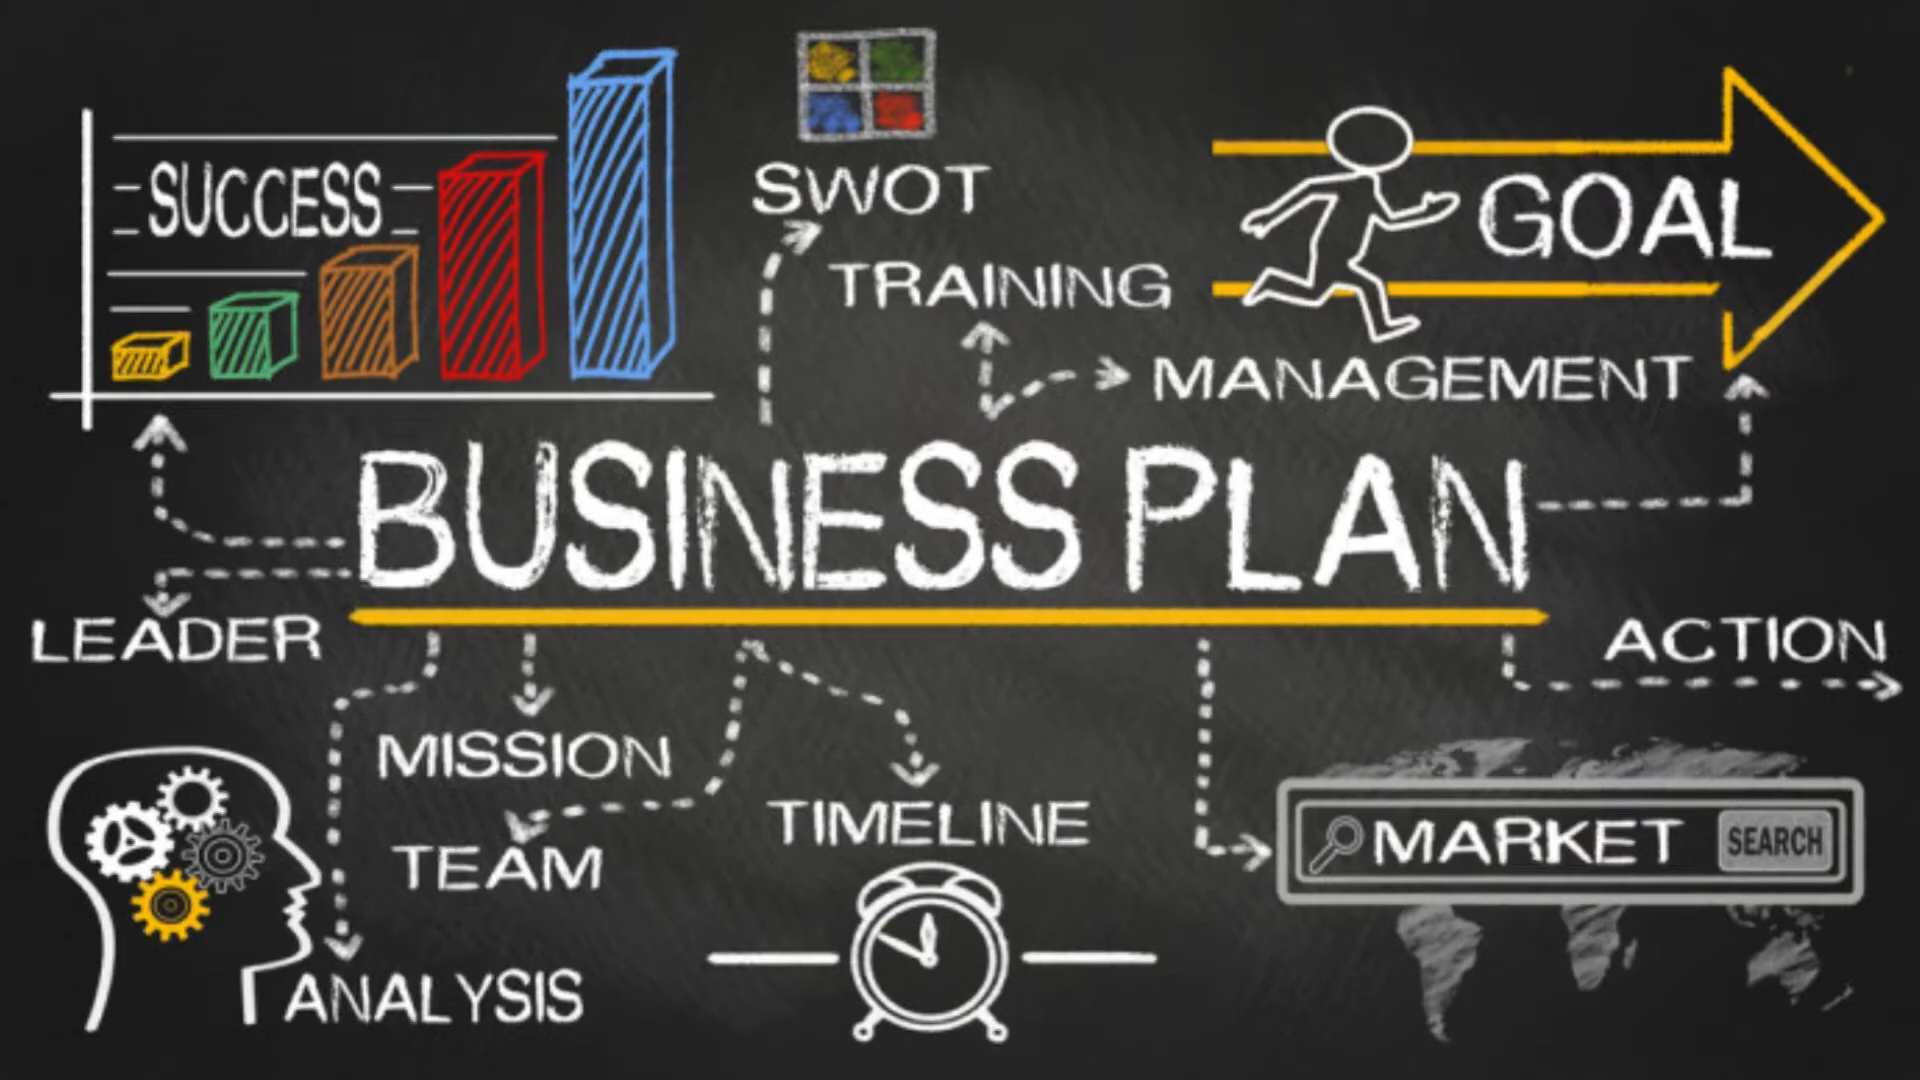 SUCCESS
SWOT
TRAINING
GOAL
MANAGEMENT
BUSINESS PLAN
LEADER
ACTION
MISSION
TEAM
TIMELINE
MARKET
SEARCH
ANALYSIS